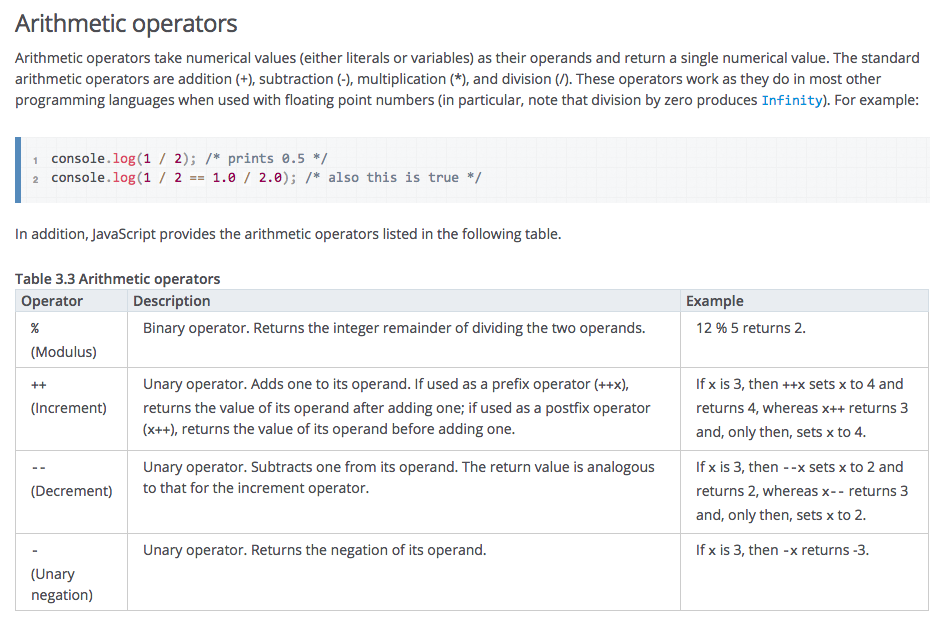 Arithmetic operators
Arithmetic operators take numerical values (either literals or variables) as their operands and return a single numerical value. The standard
arithmetic operators are addition (+), subtraction (-), multiplication (*), and division (/). These operators work as they do in most other
programming languages when used with floating point numbers (in particular, note that division by zero produces Infinity). For example:
1 console.log(1 / 2); /* prints 0.5 */
2 console.log(1 / 2 == 1.0 / 2.0); /* also this is true */
In addition, JavaScript provides the arithmetic operators listed in the following table.
Table 3.3 Arithmetic operators
Operator Description Example
% Binary operator. Returns the integer remainder of dividing the two operands. 12 % 5 returns 2.
(Modulus)
++ Unary operator. Adds one to its operand. If used as a prefix operator (++x), If x is 3, then ++x sets x to 4 and
(Increment) returns the value of its operand after adding one; if used as a postfix operator returns 4, whereas x++ returns 3
(x++), returns the value of its operand before adding one. and, only then, sets x to 4.
-- Unary operator. Subtracts one from its operand. The return value is analogous If x is 3, then --x sets x to 2 and
(Decrement) to that for the increment operator. returns 2, whereas x-- returns 3
and, only then, sets x to 2.
- Unary operator. Returns the negation of its operand. If x is 3, then -x returns -3.
(Unary
negation)